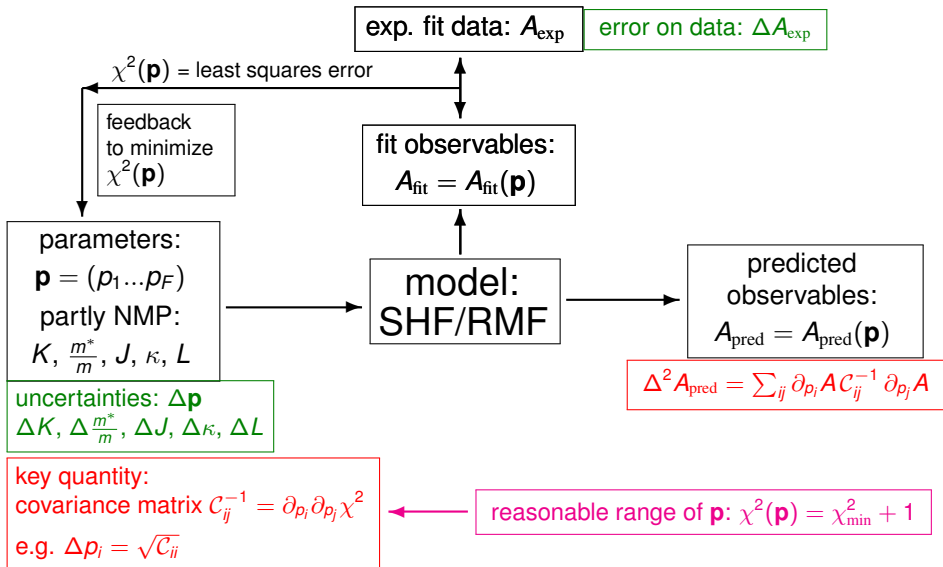 exp. fit data: A_exp
error on data: ΔA_exp
χ²(p) = least squares error
feedback
to minimize
χ²(p)
fit observables:
A_fit = A_fit(p)
parameters:
p = (p₁...p_F)
partly NMP:
K, m*/m, J, κ, L
model:
SHF/RMF
predicted
observables:
A_pred = A_pred(p)
Δ²A_pred = ∑_ij ∂_{p_i}A C_ij^{-1} ∂_{p_j}A
uncertainties: Δp
ΔK, Δm*/m, ΔJ, Δκ, ΔL
key quantity:
covariance matrix C_ij^{-1} = ∂_{p_i}∂_{p_j}χ²
e.g. Δp_i = √C_ii
reasonable range of p: χ²(p) = χ²_min + 1